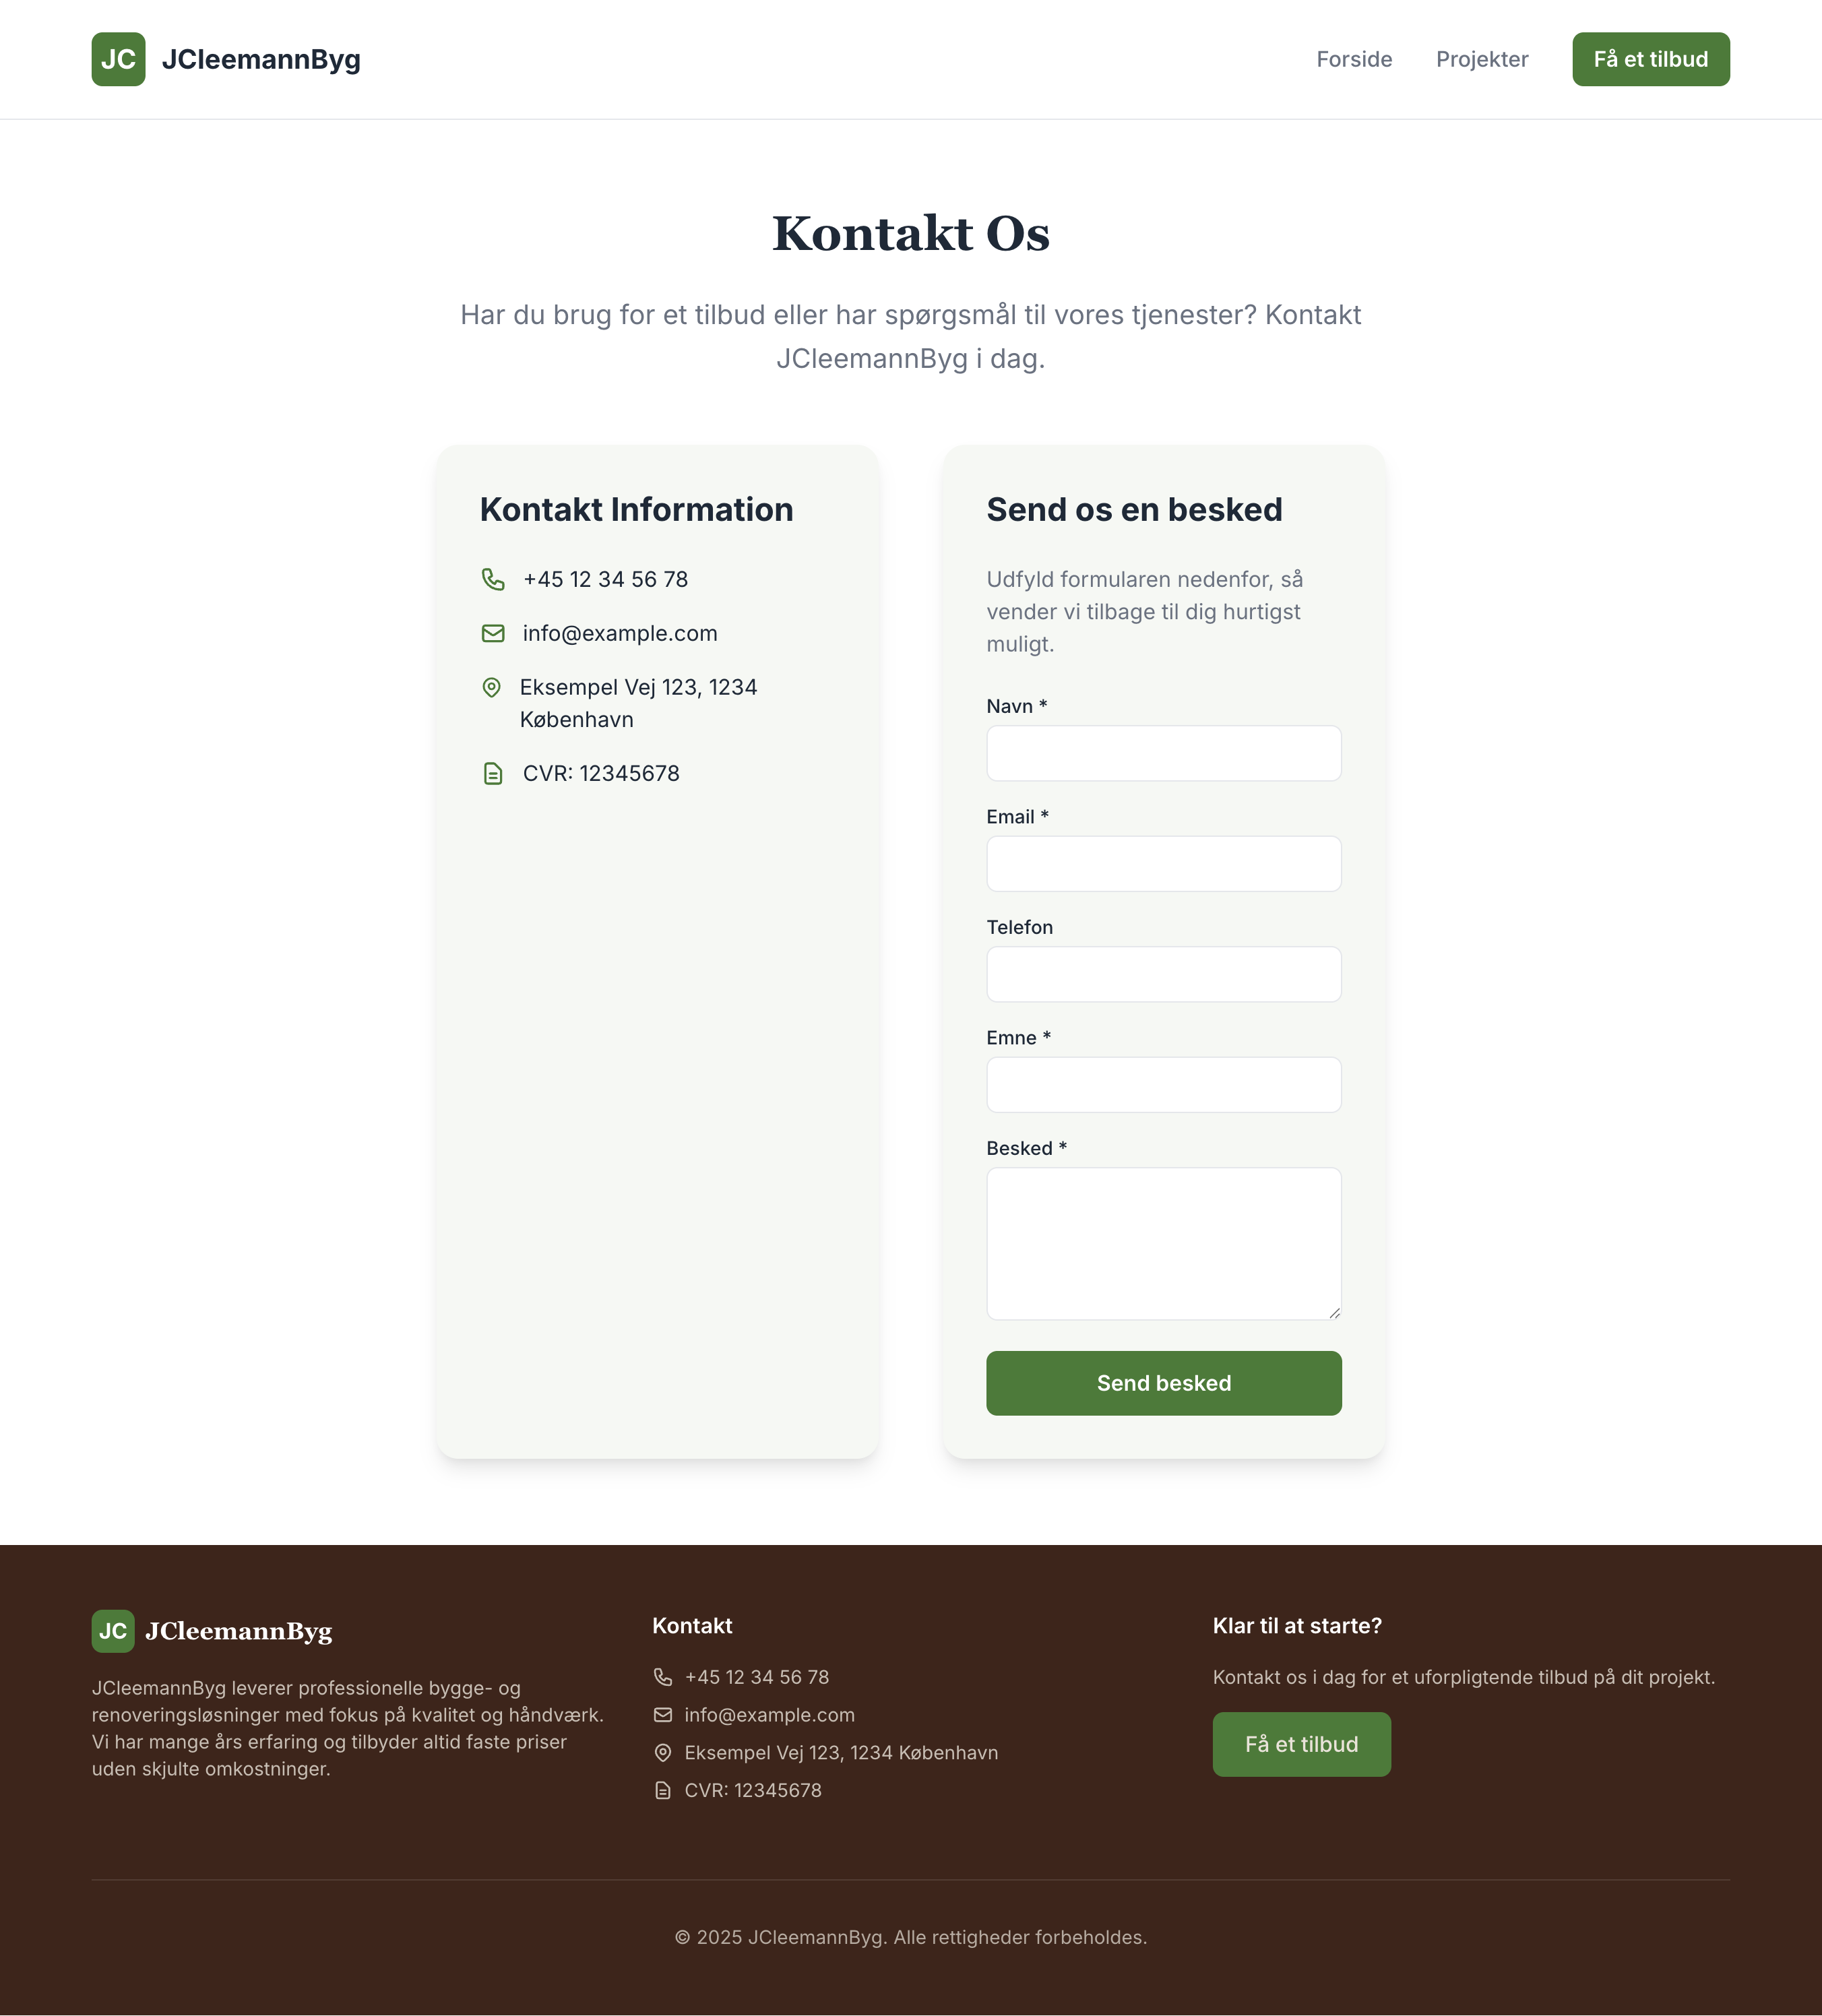 JC JCleemannByg
Forside Projekter Få et tilbud
Kontakt Os
Har du brug for et tilbud eller har spørgsmål til vores tjenester? Kontakt
JCleemannByg i dag.
Kontakt Information
+45 12 34 56 78
info@example.com
Eksempel Vej 123, 1234
København
CVR: 12345678
Send os en besked
Udfyld formularen nedenfor, så
vender vi tilbage til dig hurtigst
muligt.
Navn *
Email *
Telefon
Emne *
Besked *
Send besked
JC JCleemannByg
JCleemannByg leverer professionelle bygge- og
renoveringsløsninger med fokus på kvalitet og håndværk.
Vi har mange års erfaring og tilbyder altid faste priser
uden skjulte omkostninger.
Kontakt
+45 12 34 56 78
info@example.com
Eksempel Vej 123, 1234 København
CVR: 12345678
Klar til at starte?
Kontakt os i dag for et uforpligtende tilbud på dit projekt.
Få et tilbud
© 2025 JCleemannByg. Alle rettigheder forbeholdes.